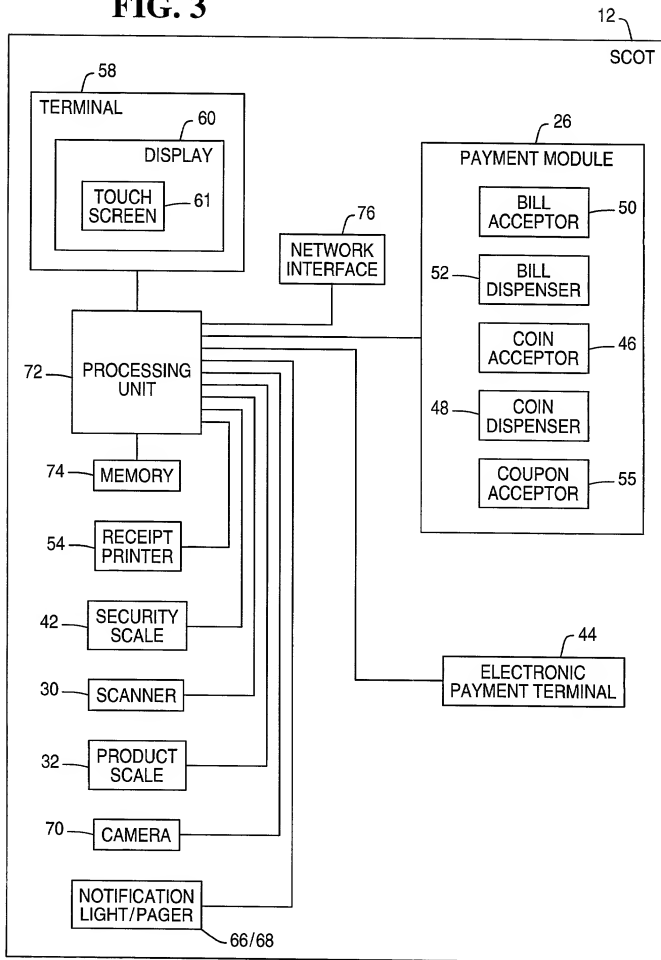 FIG. 3
12
SCOT
58
TERMINAL
60
DISPLAY
TOUCH
SCREEN
61
76
NETWORK
INTERFACE
26
PAYMENT MODULE
BILL
ACCEPTOR
50
52
BILL
DISPENSER
COIN
ACCEPTOR
46
48
COIN
DISPENSER
COUPON
ACCEPTOR
55
72
PROCESSING
UNIT
74
MEMORY
54
RECEIPT
PRINTER
42
SECURITY
SCALE
30
SCANNER
32
PRODUCT
SCALE
70
CAMERA
NOTIFICATION
LIGHT/PAGER
66/68
44
ELECTRONIC
PAYMENT TERMINAL